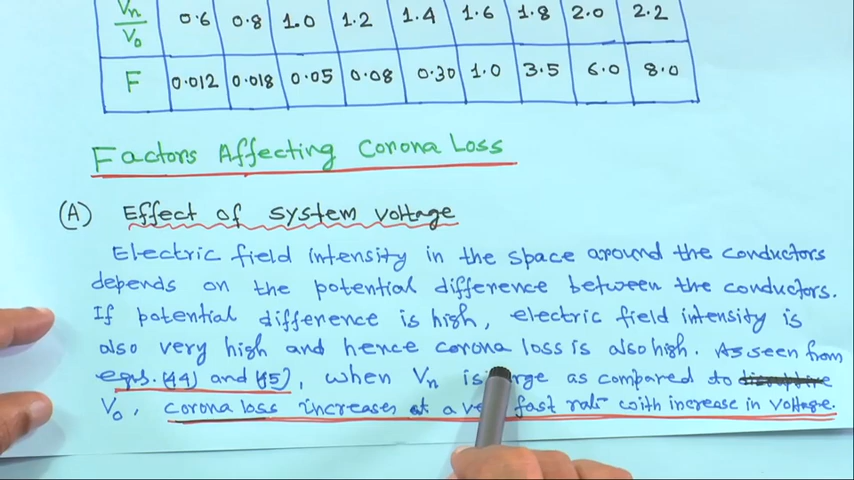 Vn/V0 0.6 0.8 1.0 1.2 1.4 1.6 1.8 2.0 2.2
F 0.012 0.018 0.05 0.08 0.30 1.0 3.5 6.0 8.0
Factors Affecting Corona Loss
(A) Effect of system voltage
Electric field intensity in the space around the conductors
depends on the potential difference between the conductors.
If potential difference is high, electric field intensity is
also very high and hence corona loss is also high. As seen from
eqns. (44) and (45), when Vn is as compared to
V0, corona loss increases at a fast rate with increase in voltage.